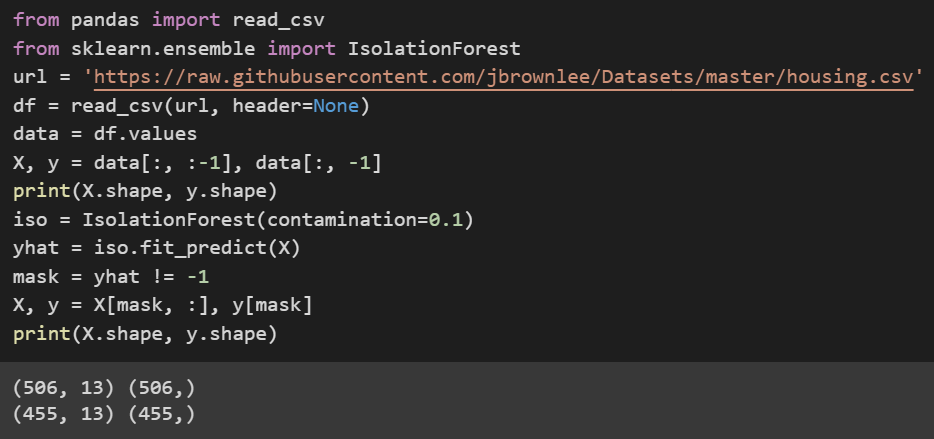 from pandas import read_csv
from sklearn.ensemble import IsolationForest
url = 'https://raw.githubusercontent.com/jbrownlee/Datasets/master/housing.csv'
df = read_csv(url, header=None)
data = df.values
X, y = data[:, :-1], data[:, -1]
print(X.shape, y.shape)
iso = IsolationForest(contamination=0.1)
yhat = iso.fit_predict(X)
mask = yhat != -1
X, y = X[mask, :], y[mask]
print(X.shape, y.shape)
(506, 13) (506,)
(455, 13) (455,)